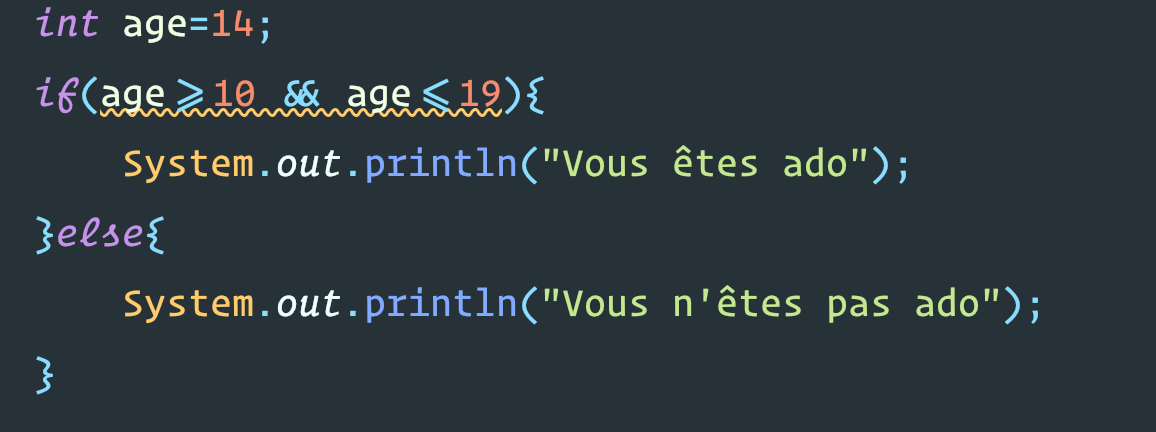 int age=14;
if(age>=10 && age<=19){
    System.out.println("Vous êtes ado");
}else{
    System.out.println("Vous n'êtes pas ado");
}